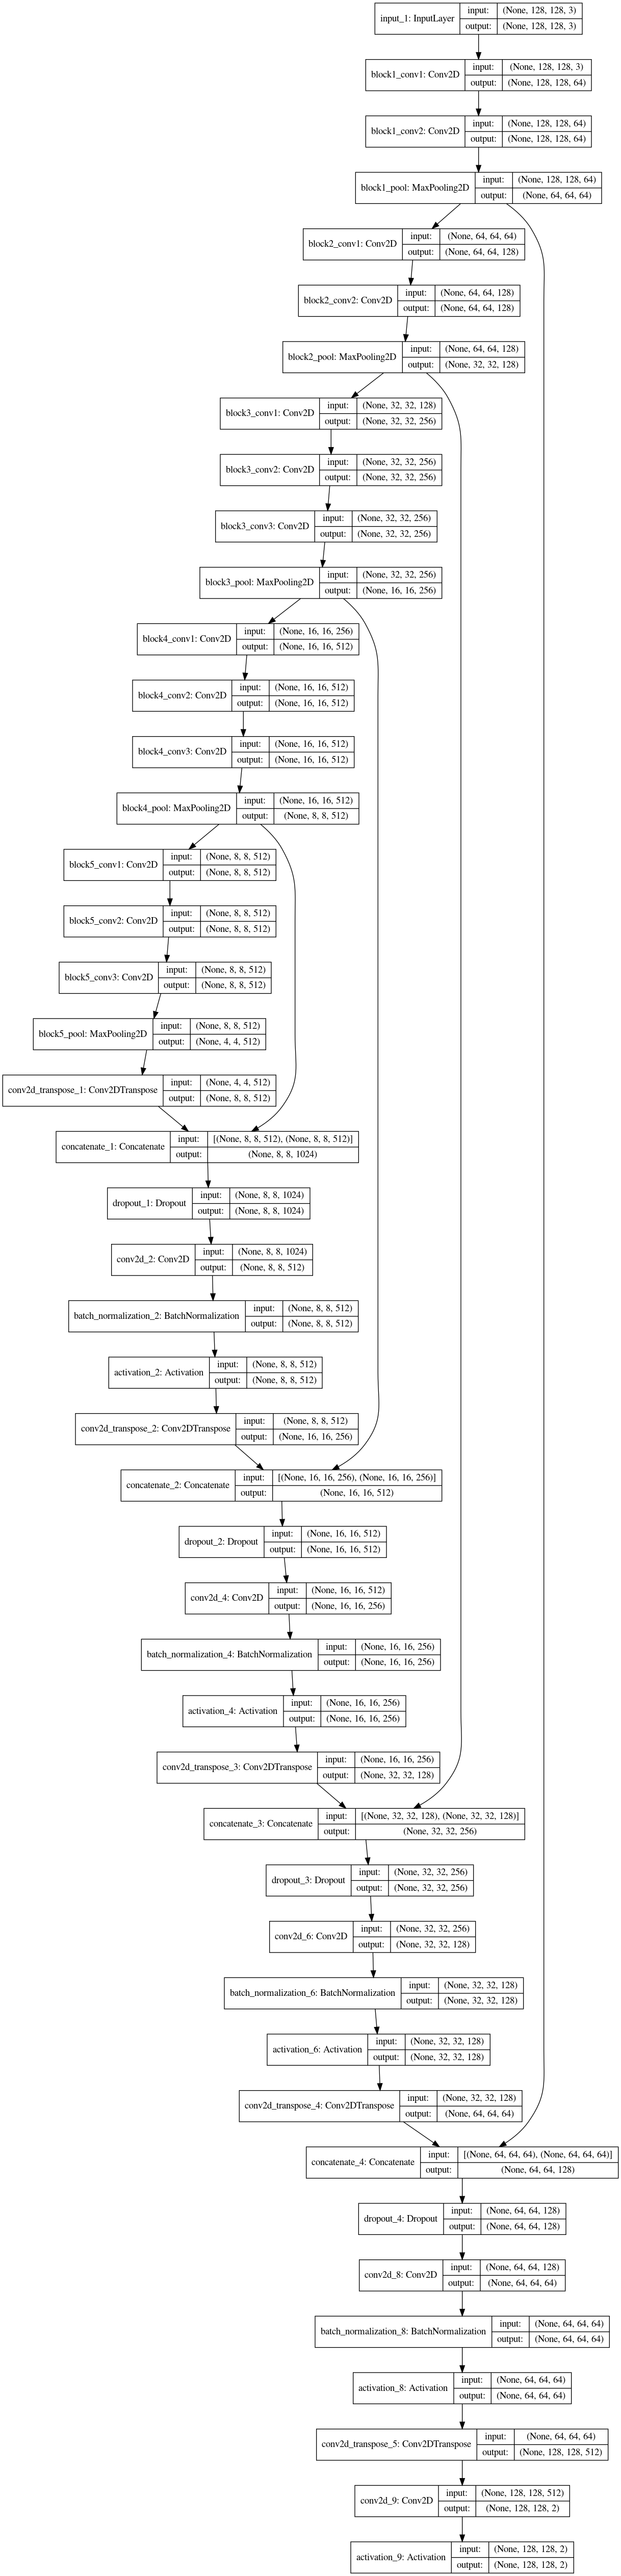 input_1: InputLayer
input: (None, 128, 128, 3)
output: (None, 128, 128, 3)
block1_conv1: Conv2D
input: (None, 128, 128, 3)
output: (None, 128, 128, 64)
block1_conv2: Conv2D
input: (None, 128, 128, 64)
output: (None, 128, 128, 64)
block1_pool: MaxPooling2D
input: (None, 128, 128, 64)
output: (None, 64, 64, 64)
block2_conv1: Conv2D
input: (None, 64, 64, 64)
output: (None, 64, 64, 128)
block2_conv2: Conv2D
input: (None, 64, 64, 128)
output: (None, 64, 64, 128)
block2_pool: MaxPooling2D
input: (None, 64, 64, 128)
output: (None, 32, 32, 128)
block3_conv1: Conv2D
input: (None, 32, 32, 128)
output: (None, 32, 32, 256)
block3_conv2: Conv2D
input: (None, 32, 32, 256)
output: (None, 32, 32, 256)
block3_conv3: Conv2D
input: (None, 32, 32, 256)
output: (None, 32, 32, 256)
block3_pool: MaxPooling2D
input: (None, 32, 32, 256)
output: (None, 16, 16, 256)
block4_conv1: Conv2D
input: (None, 16, 16, 256)
output: (None, 16, 16, 512)
block4_conv2: Conv2D
input: (None, 16, 16, 512)
output: (None, 16, 16, 512)
block4_conv3: Conv2D
input: (None, 16, 16, 512)
output: (None, 16, 16, 512)
block4_pool: MaxPooling2D
input: (None, 16, 16, 512)
output: (None, 8, 8, 512)
block5_conv1: Conv2D
input: (None, 8, 8, 512)
output: (None, 8, 8, 512)
block5_conv2: Conv2D
input: (None, 8, 8, 512)
output: (None, 8, 8, 512)
block5_conv3: Conv2D
input: (None, 8, 8, 512)
output: (None, 8, 8, 512)
block5_pool: MaxPooling2D
input: (None, 8, 8, 512)
output: (None, 4, 4, 512)
conv2d_transpose_1: Conv2DTranspose
input: (None, 4, 4, 512)
output: (None, 8, 8, 512)
concatenate_1: Concatenate
input: [(None, 8, 8, 512), (None, 8, 8, 512)]
output: (None, 8, 8, 1024)
dropout_1: Dropout
input: (None, 8, 8, 1024)
output: (None, 8, 8, 1024)
conv2d_2: Conv2D
input: (None, 8, 8, 1024)
output: (None, 8, 8, 512)
batch_normalization_2: BatchNormalization
input: (None, 8, 8, 512)
output: (None, 8, 8, 512)
activation_2: Activation
input: (None, 8, 8, 512)
output: (None, 8, 8, 512)
conv2d_transpose_2: Conv2DTranspose
input: (None, 8, 8, 512)
output: (None, 16, 16, 256)
concatenate_2: Concatenate
input: [(None, 16, 16, 256), (None, 16, 16, 256)]
output: (None, 16, 16, 512)
dropout_2: Dropout
input: (None, 16, 16, 512)
output: (None, 16, 16, 512)
conv2d_4: Conv2D
input: (None, 16, 16, 512)
output: (None, 16, 16, 256)
batch_normalization_4: BatchNormalization
input: (None, 16, 16, 256)
output: (None, 16, 16, 256)
activation_4: Activation
input: (None, 16, 16, 256)
output: (None, 16, 16, 256)
conv2d_transpose_3: Conv2DTranspose
input: (None, 16, 16, 256)
output: (None, 32, 32, 128)
concatenate_3: Concatenate
input: [(None, 32, 32, 128), (None, 32, 32, 128)]
output: (None, 32, 32, 256)
dropout_3: Dropout
input: (None, 32, 32, 256)
output: (None, 32, 32, 256)
conv2d_6: Conv2D
input: (None, 32, 32, 256)
output: (None, 32, 32, 128)
batch_normalization_6: BatchNormalization
input: (None, 32, 32, 128)
output: (None, 32, 32, 128)
activation_6: Activation
input: (None, 32, 32, 128)
output: (None, 32, 32, 128)
conv2d_transpose_4: Conv2DTranspose
input: (None, 32, 32, 128)
output: (None, 64, 64, 64)
concatenate_4: Concatenate
input: [(None, 64, 64, 64), (None, 64, 64, 64)]
output: (None, 64, 64, 128)
dropout_4: Dropout
input: (None, 64, 64, 128)
output: (None, 64, 64, 128)
conv2d_8: Conv2D
input: (None, 64, 64, 128)
output: (None, 64, 64, 64)
batch_normalization_8: BatchNormalization
input: (None, 64, 64, 64)
output: (None, 64, 64, 64)
activation_8: Activation
input: (None, 64, 64, 64)
output: (None, 64, 64, 64)
conv2d_transpose_5: Conv2DTranspose
input: (None, 64, 64, 64)
output: (None, 128, 128, 512)
conv2d_9: Conv2D
input: (None, 128, 128, 512)
output: (None, 128, 128, 2)
activation_9: Activation
input: (None, 128, 128, 2)
output: (None, 128, 128, 2)